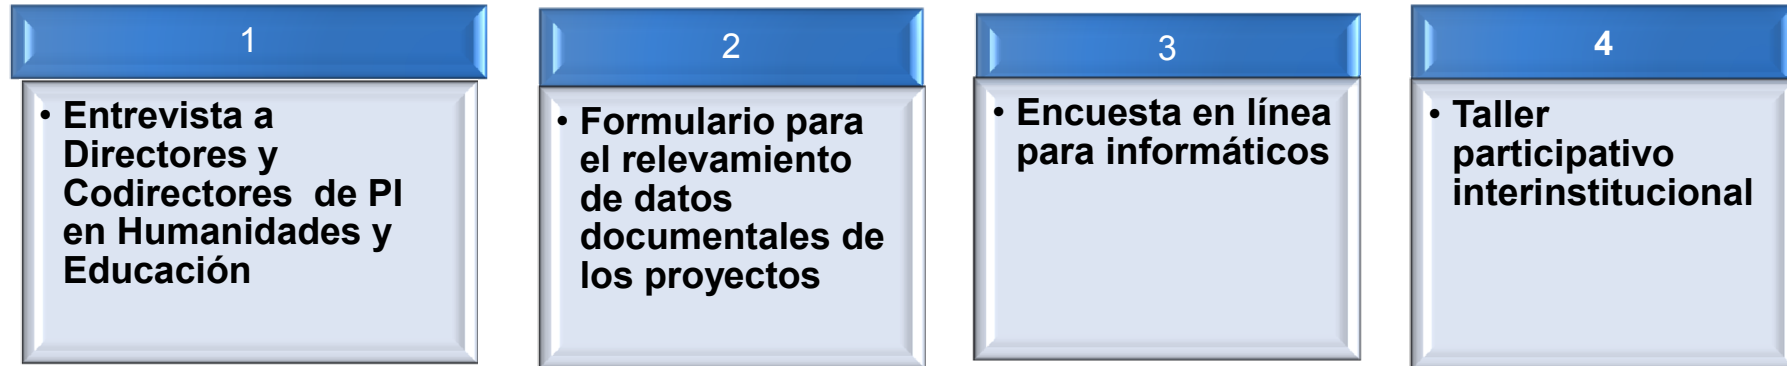 1
• Entrevista a
Directores y
Codirectores de PI
en Humanidades y
Educación
2
• Formulario para
el relevamiento
de datos
documentales de
los proyectos
3
• Encuesta en línea
para informáticos
4
• Taller
participativo
interinstitucional